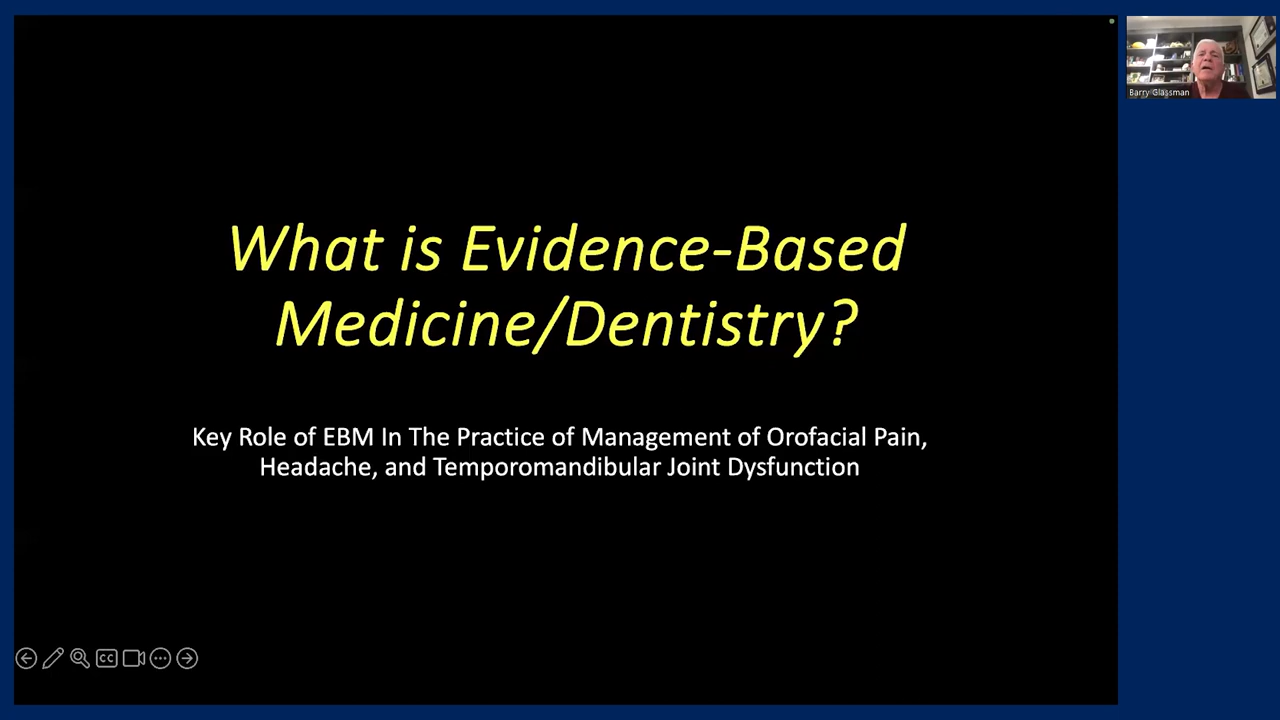 What is Evidence-Based
Medicine/Dentistry?
Key Role of EBM In The Practice of Management of Orofacial Pain,
Headache, and Temporomandibular Joint Dysfunction
Barry Glassman
CC